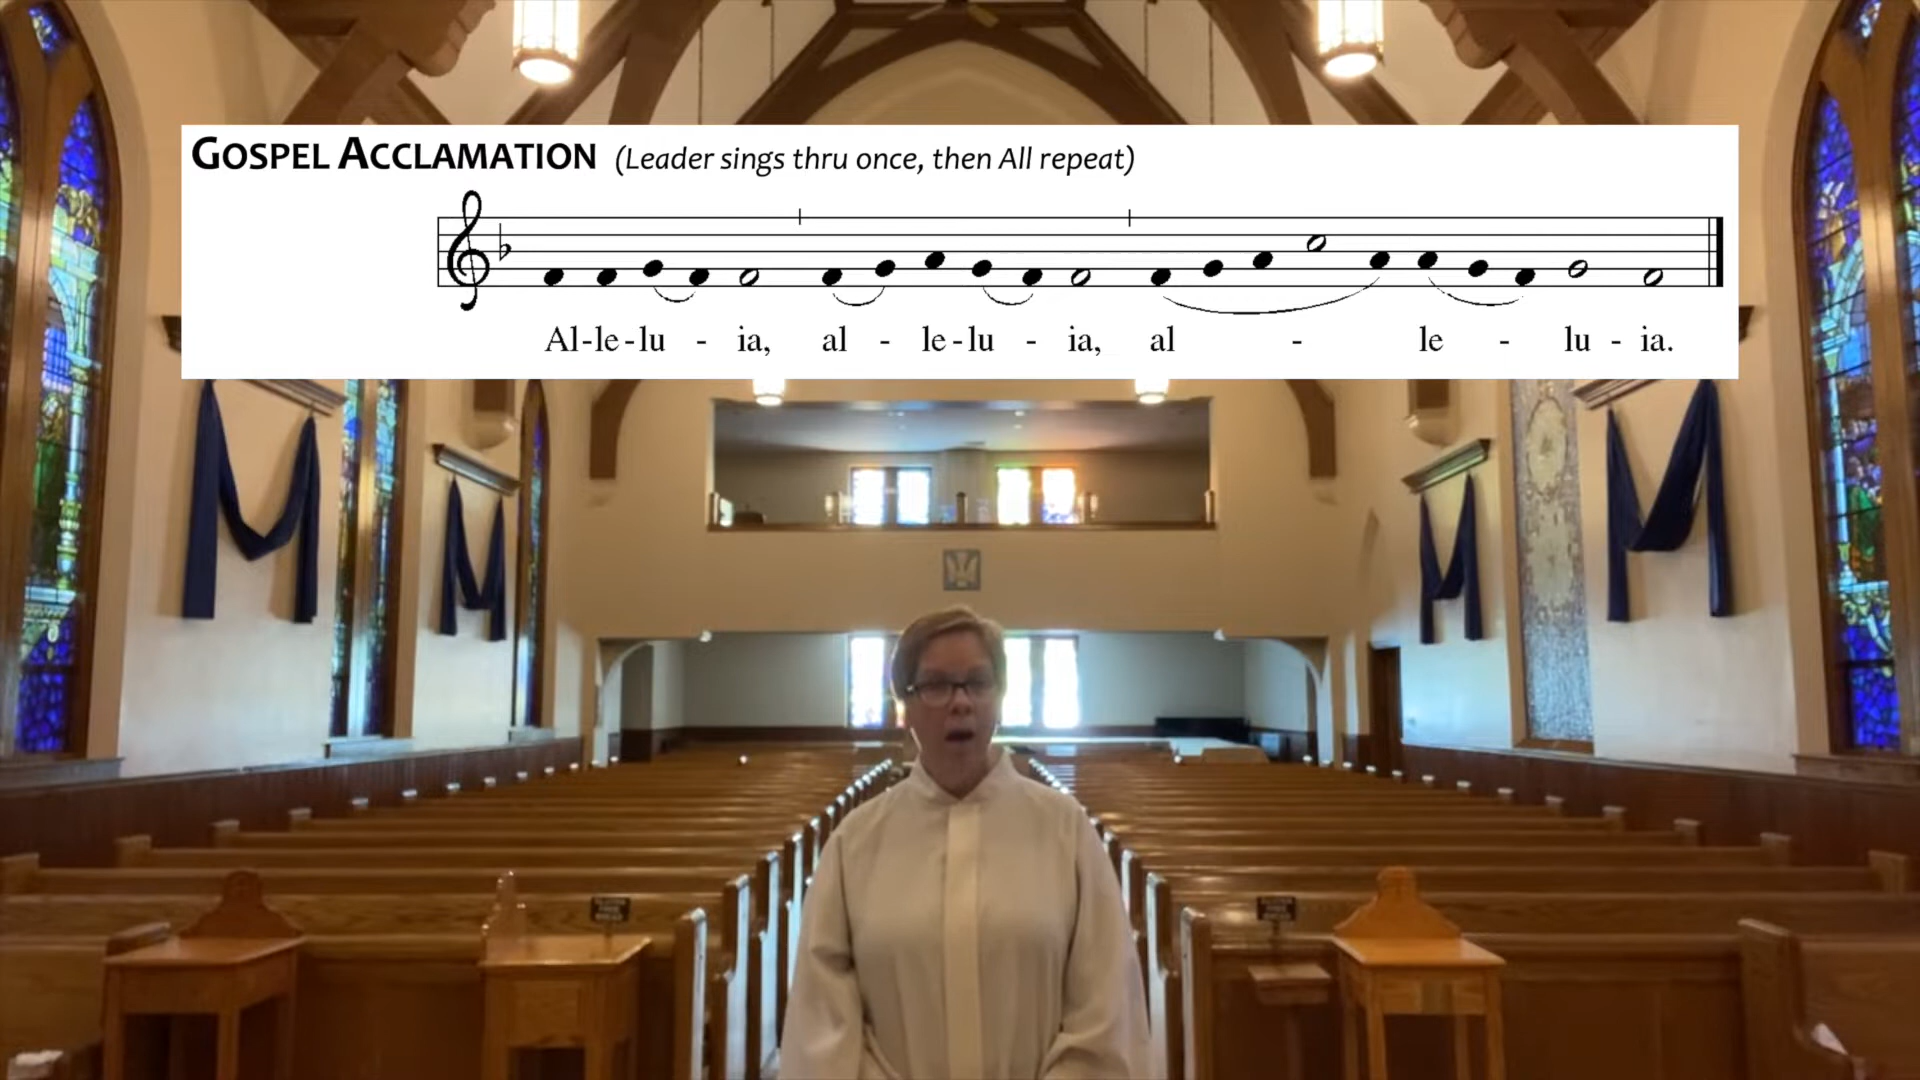 GOSPEL ACCLAMATION (Leader sings thru once, then All repeat)
Al-le-lu - ia, al - le-lu - ia, al - le - lu - ia.